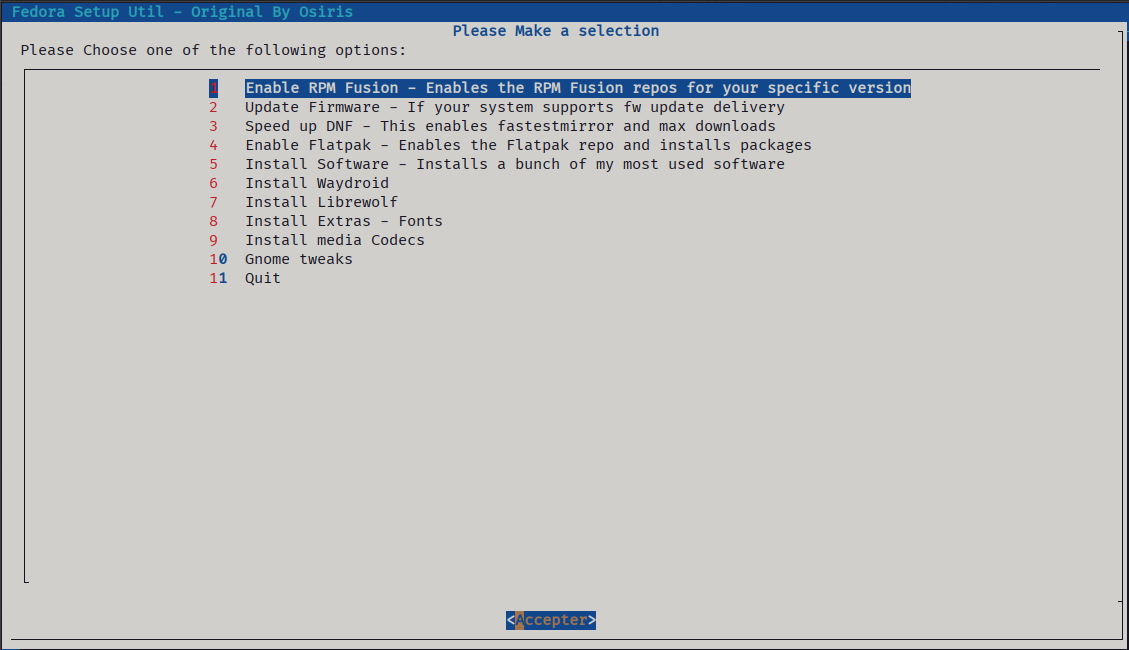 Fedora Setup Util - Original By Osiris
Please Make a selection
Please Choose one of the following options:
1 Enable RPM Fusion - Enables the RPM Fusion repos for your specific version
2 Update Firmware - If your system supports fw update delivery
3 Speed up DNF - This enables fastestmirror and max downloads
4 Enable Flatpak - Enables the Flatpak repo and installs packages
5 Install Software - Installs a bunch of my most used software
6 Install Waydroid
7 Install Librewolf
8 Install Extras - Fonts
9 Install media Codecs
10 Gnome tweaks
11 Quit
<Accepter>